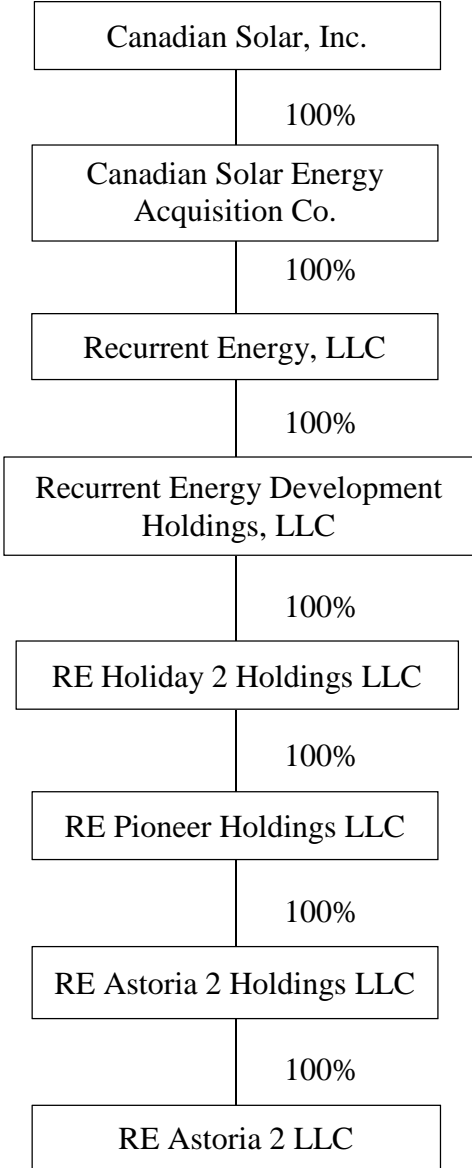 Canadian Solar, Inc.
100%
Canadian Solar Energy
Acquisition Co.
100%
Recurrent Energy, LLC
100%
Recurrent Energy Development
Holdings, LLC
100%
RE Holiday 2 Holdings LLC
100%
RE Pioneer Holdings LLC
100%
RE Astoria 2 Holdings LLC
100%
RE Astoria 2 LLC